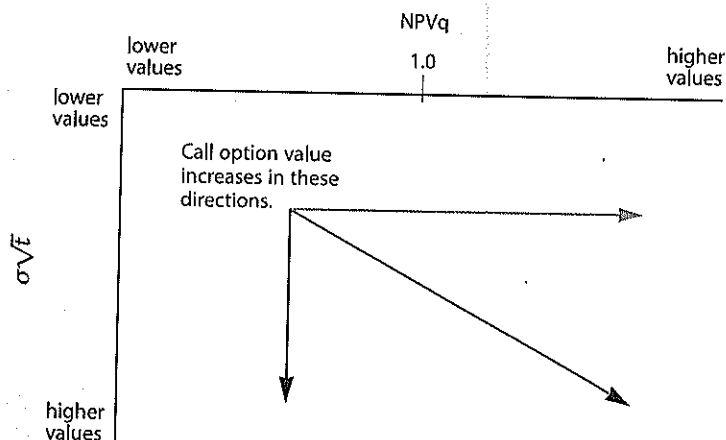 NPVq
lower
values
1.0
higher
values
lower
values
Call option value
increases in these
directions.
σ√t
higher
values